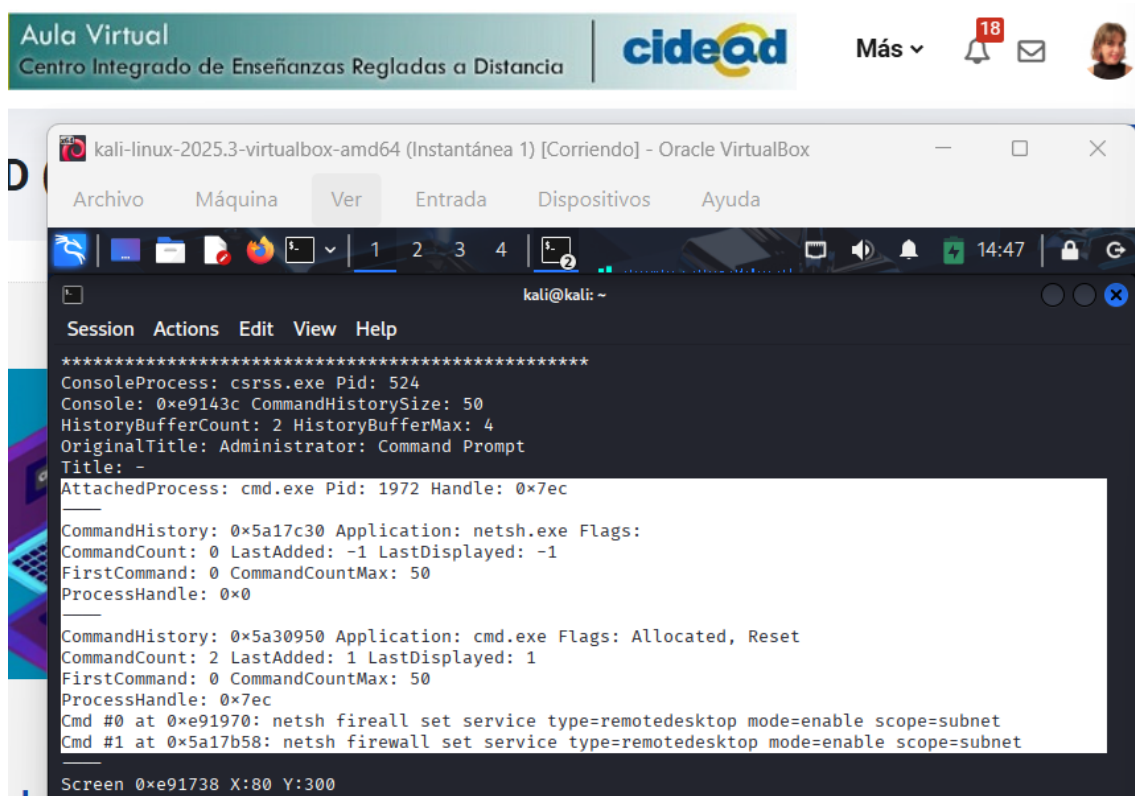 Aula Virtual
Centro Integrado de Enseñanzas Regladas a Distancia
cidead
Más
18
D (
kali-linux-2025.3-virtualbox-amd64 (Instantánea 1) [Corriendo] - Oracle VirtualBox
Archivo Máquina Ver Entrada Dispositivos Ayuda
1 2 3 4 2 14:47
kali@kali: ~
Session Actions Edit View Help
**************************************************
ConsoleProcess: csrss.exe Pid: 524
Console: 0×e9143c CommandHistorySize: 50
HistoryBufferCount: 2 HistoryBufferMax: 4
OriginalTitle: Administrator: Command Prompt
Title: -
AttachedProcess: cmd.exe Pid: 1972 Handle: 0×7ec
——
CommandHistory: 0×5a17c30 Application: netsh.exe Flags:
CommandCount: 0 LastAdded: -1 LastDisplayed: -1
FirstCommand: 0 CommandCountMax: 50
ProcessHandle: 0×0
——
CommandHistory: 0×5a30950 Application: cmd.exe Flags: Allocated, Reset
CommandCount: 2 LastAdded: 1 LastDisplayed: 1
FirstCommand: 0 CommandCountMax: 50
ProcessHandle: 0×7ec
Cmd #0 at 0×e91970: netsh fireall set service type=remotedesktop mode=enable scope=subnet
Cmd #1 at 0×5a17b58: netsh firewall set service type=remotedesktop mode=enable scope=subnet
——
Screen 0×e91738 X:80 Y:300